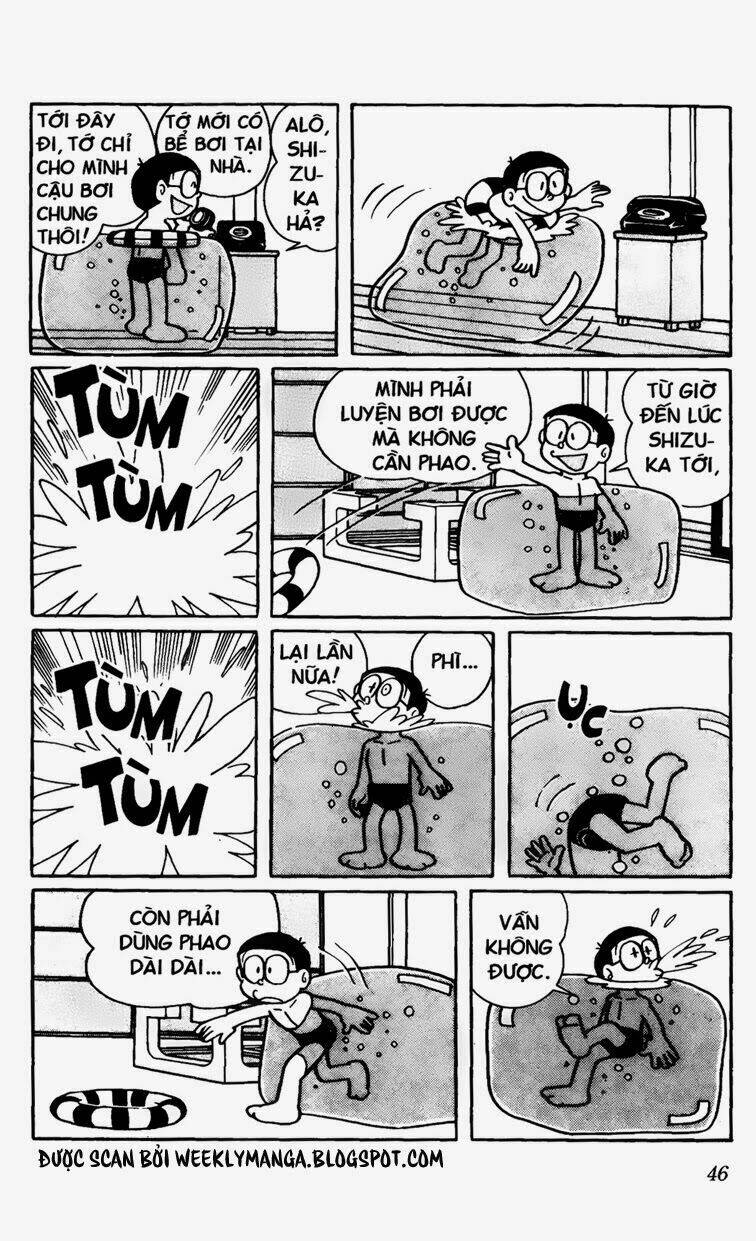 ALÔ,
SHI-
ZU-
KA
HẢ?
TỚ MỚI CÓ
BỂ BƠI TẠI
NHÀ.
TỚI ĐÂY
ĐI, TỚ CHỈ
CHO MÌNH
CẬU BƠI
CHUNG
THÔI!
TỪ GIỜ
ĐẾN LÚC
SHIZU-
KA TỚI,
MÌNH PHẢI
LUYỆN BƠI ĐƯỢC
MÀ KHÔNG
CẦN PHAO.
TÙM
TÙM
ỤC
PHÌ...
LẠI LẦN
NỮA!
TÙM
TÙM
VẤN
KHÔNG
ĐƯỢC.
CÒN PHẢI
DÙNG PHAO
DÀI DÀI...
ĐƯỢC SCAN BỞI WEEKLYMANGA.BLOGSPOT.COM
46